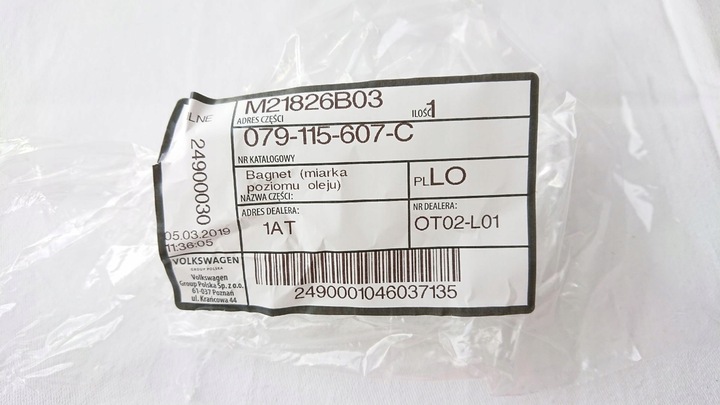 M21826B03
ADRES CZĘŚCI
ILOŚĆ 1
079-115-607-C
NR KATALOGOWY
Bagnet (miarka
poziomu oleju)
NAZWA CZĘŚCI:
PL LO
ADRES DEALERA:
1AT
NR DEALERA:
OT02-L01
2490001046037135
LNE
24900030
05.03.2019
11:36:05
VOLKSWAGEN
GROUP POLSKA
Volkswagen
Group Polska Sp. z o.o.
61-037 Poznań
ul. Krańcowa 44